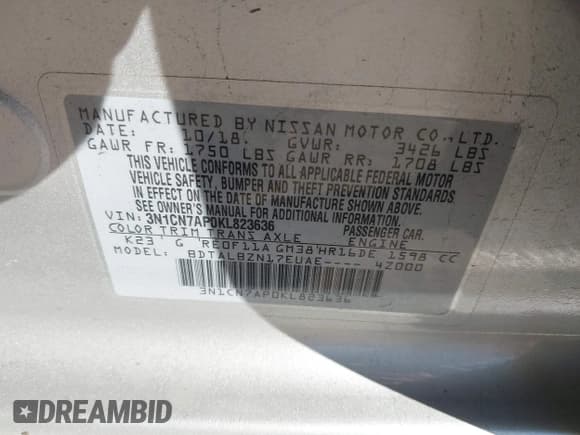 MANUFACTURED BY NISSAN MOTOR CO., LTD.
DATE: 10/18. GVWR: 3426 LBS
GAWR FR: 1750 LBS GAWR RR: 1708 LBS
THIS VEHICLE CONFORMS TO ALL APPLICABLE FEDERAL MOTOR
VEHICLE SAFETY, BUMPER AND THEFT PREVENTION STANDARDS
IN EFFECT ON THE DATE OF MANUFACTURE SHOWN ABOVE.
SEE OWNER'S MANUAL FOR ADDITIONAL INFORMATION.
VIN: 3N1CN7AP0KL823636 PASSENGER CAR.
COLOR TRIM TRANS AXLE ENGINE
K23 G RE0F11A GM38 HR16DE 1598 CC
MODEL: BDTALBZN17EUAE---- 4Z000
3N1CN7AP0KL823636
DREAMBID